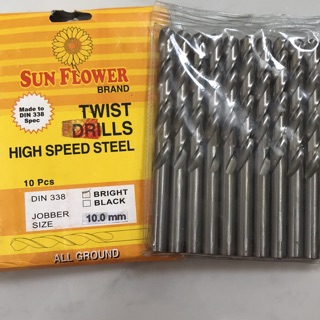 SUN FLOWER
BRAND
Made to
DIN 338
Spec
TWIST
DRILLS
HIGH SPEED STEEL
10 Pcs
DIN 338
BRIGHT
BLACK
JOBBER
SIZE
10.0 mm
ALL GROUND